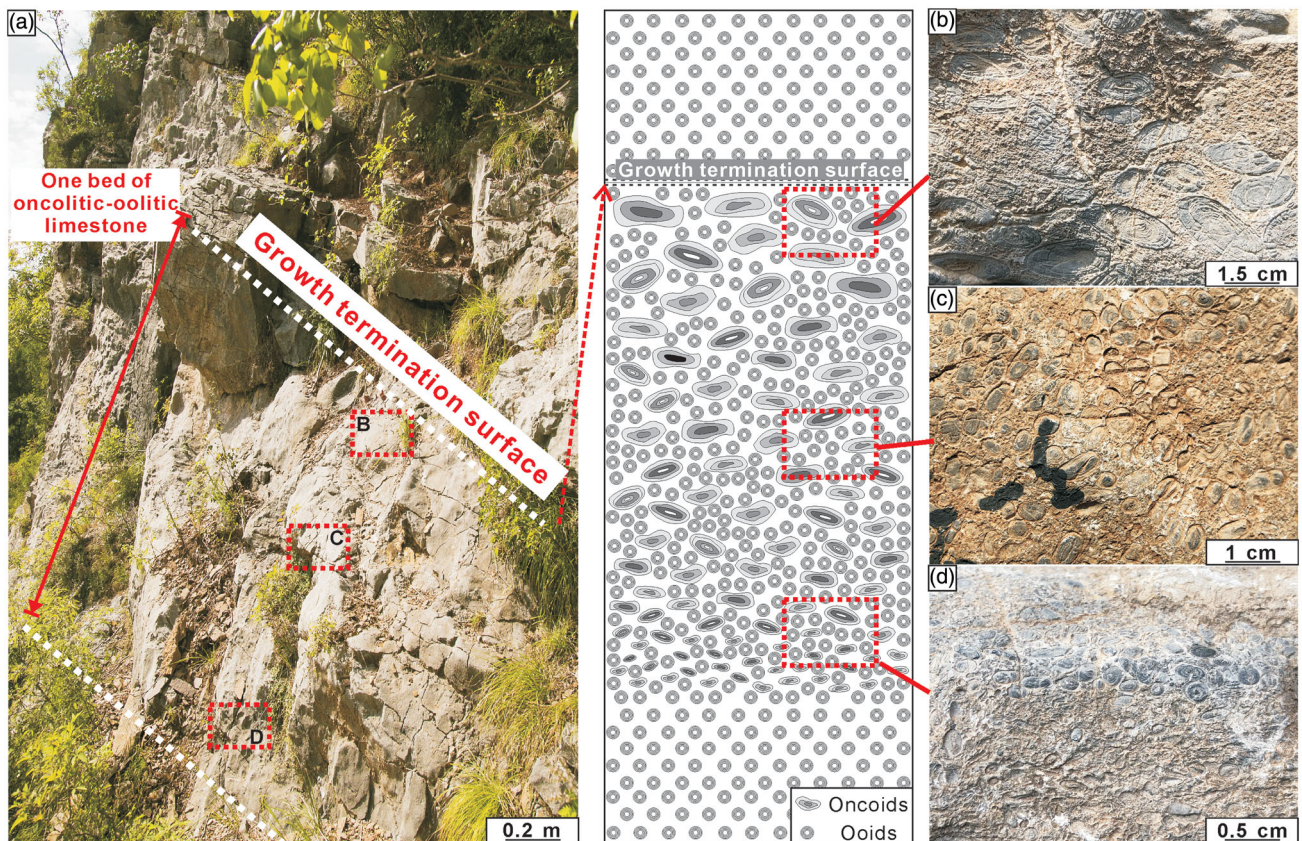 (a)
One bed of
oncolitic-oolitic
limestone
Growth termination surface
B
C
D
0.2 m
Growth termination surface
Oncoids
Ooids
(b)
1.5 cm
(c)
1 cm
(d)
0.5 cm